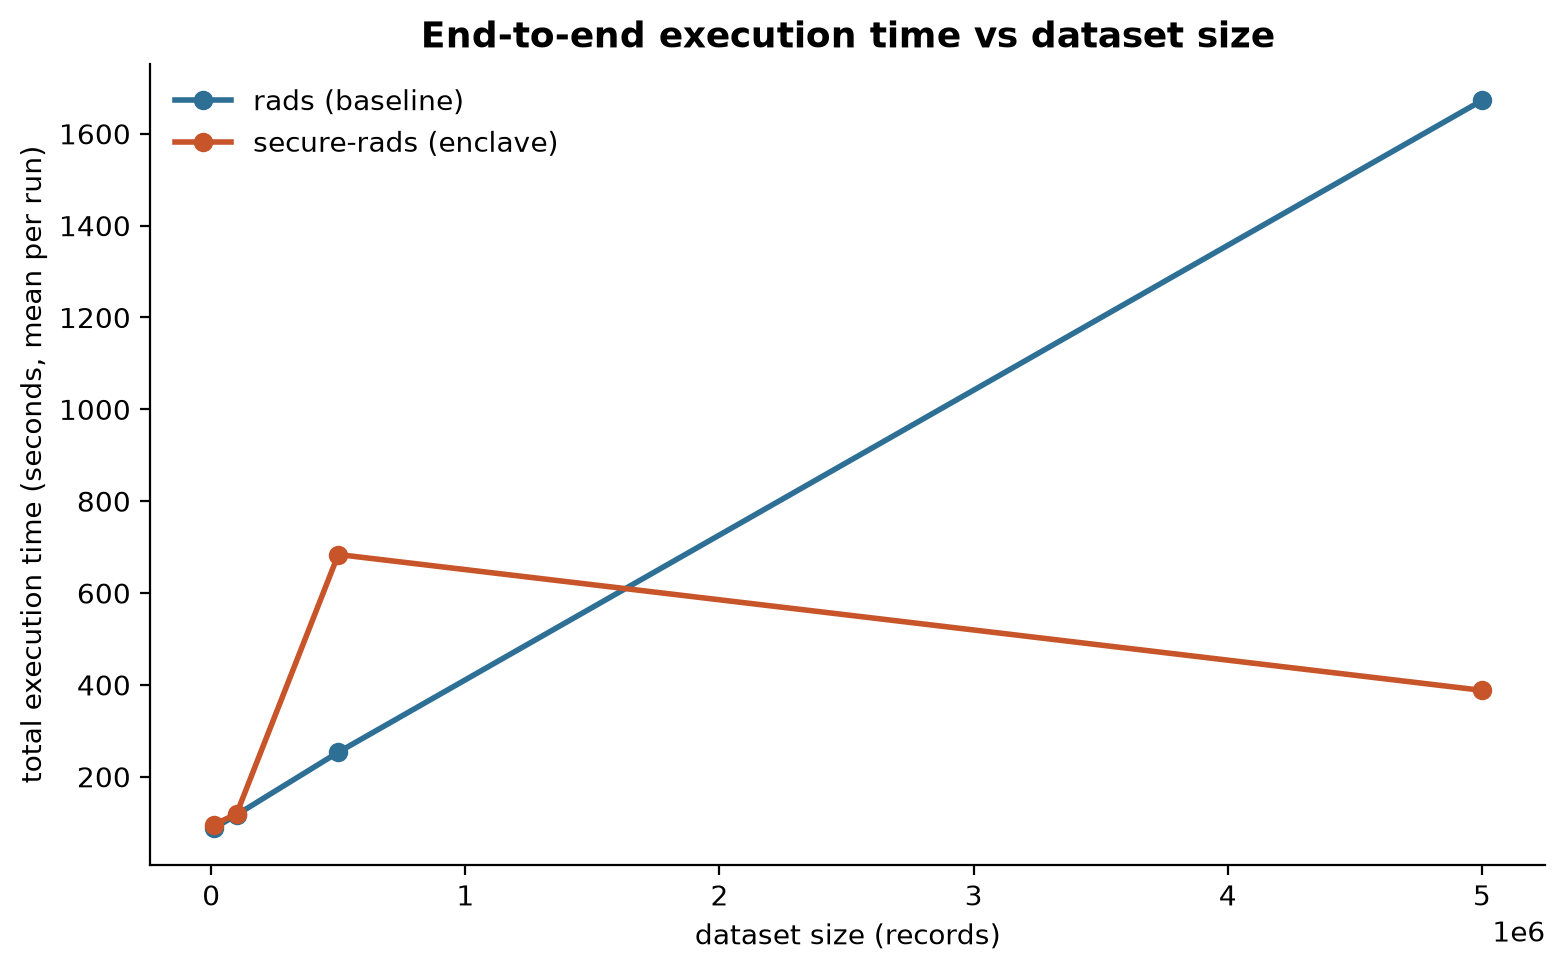 End-to-end execution time vs dataset size
rads (baseline)
secure-rads (enclave)
total execution time (seconds, mean per run)
1600
1400
1200
1000
800
600
400
200
0 1 2 3 4 5
1e6
dataset size (records)